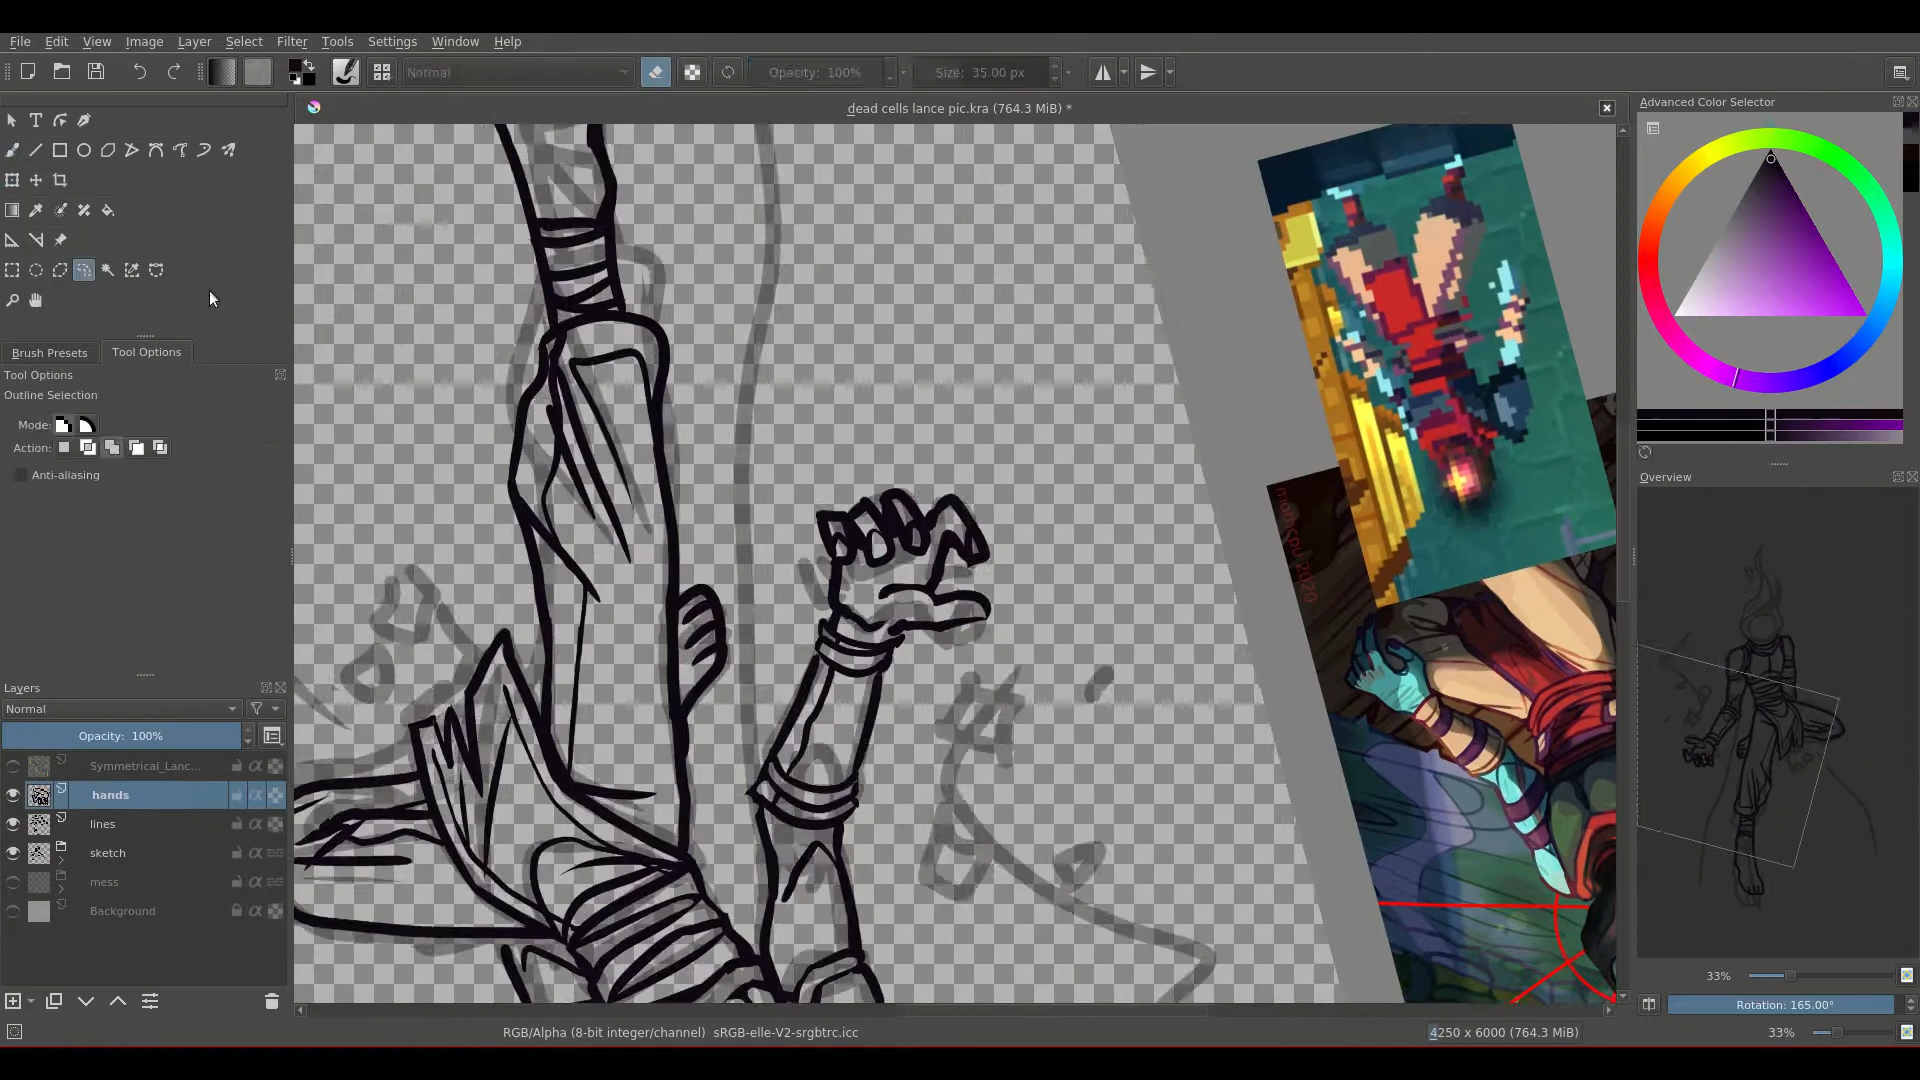 File Edit View Image Layer Select Filter Tools Settings Window Help
Normal Opacity: 100% Size: 35.00 px
dead cells lance pic.kra (764.3 MiB) *
Advanced Color Selector
Brush Presets Tool Options
Tool Options
Outline Selection
Mode:
Action:
Anti-aliasing
Overview
mothcpu 2020
Layers
Normal
Opacity: 100%
Symmetrical_Lanc...
hands
lines
sketch
mess
Background
33%
Rotation: 165.00°
RGB/Alpha (8-bit integer/channel) sRGB-elle-V2-srgbtrc.icc
4250 x 6000 (764.3 MiB)
33%